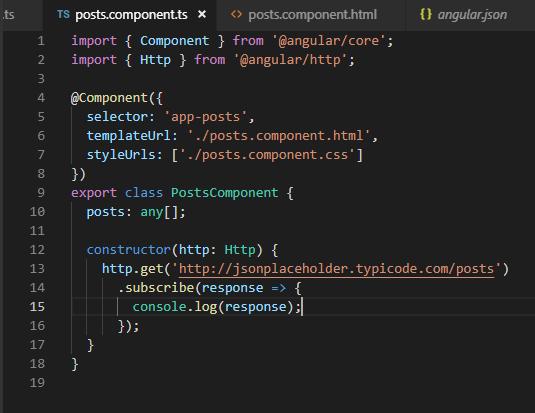 .ts TS posts.component.ts × <> posts.component.html {} angular.json
1 import { Component } from '@angular/core';
2 import { Http } from '@angular/http';
3
4 @Component({
5   selector: 'app-posts',
6   templateUrl: './posts.component.html',
7   styleUrls: ['./posts.component.css']
8 })
9 export class PostsComponent {
10   posts: any[];
11
12   constructor(http: Http) {
13     http.get('http://jsonplaceholder.typicode.com/posts')
14       .subscribe(response => {
15         console.log(response);
16       });
17   }
18 }
19